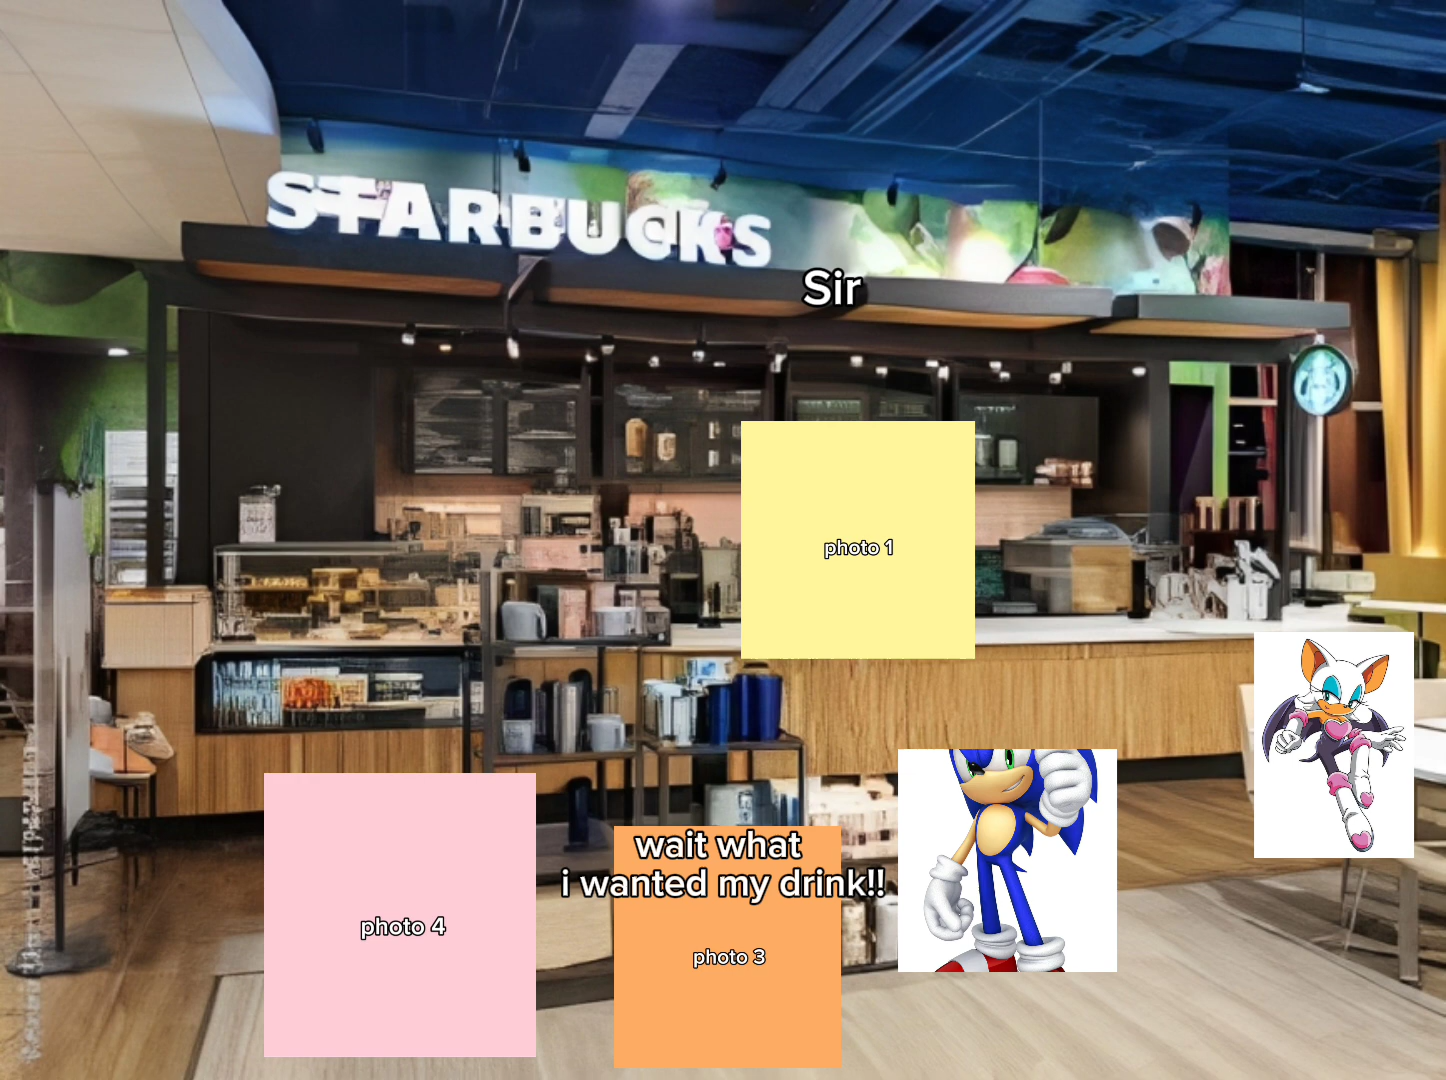 STARBUCKS
Sir
photo 1
wait what
i wanted my drink!!
photo 4
photo 3